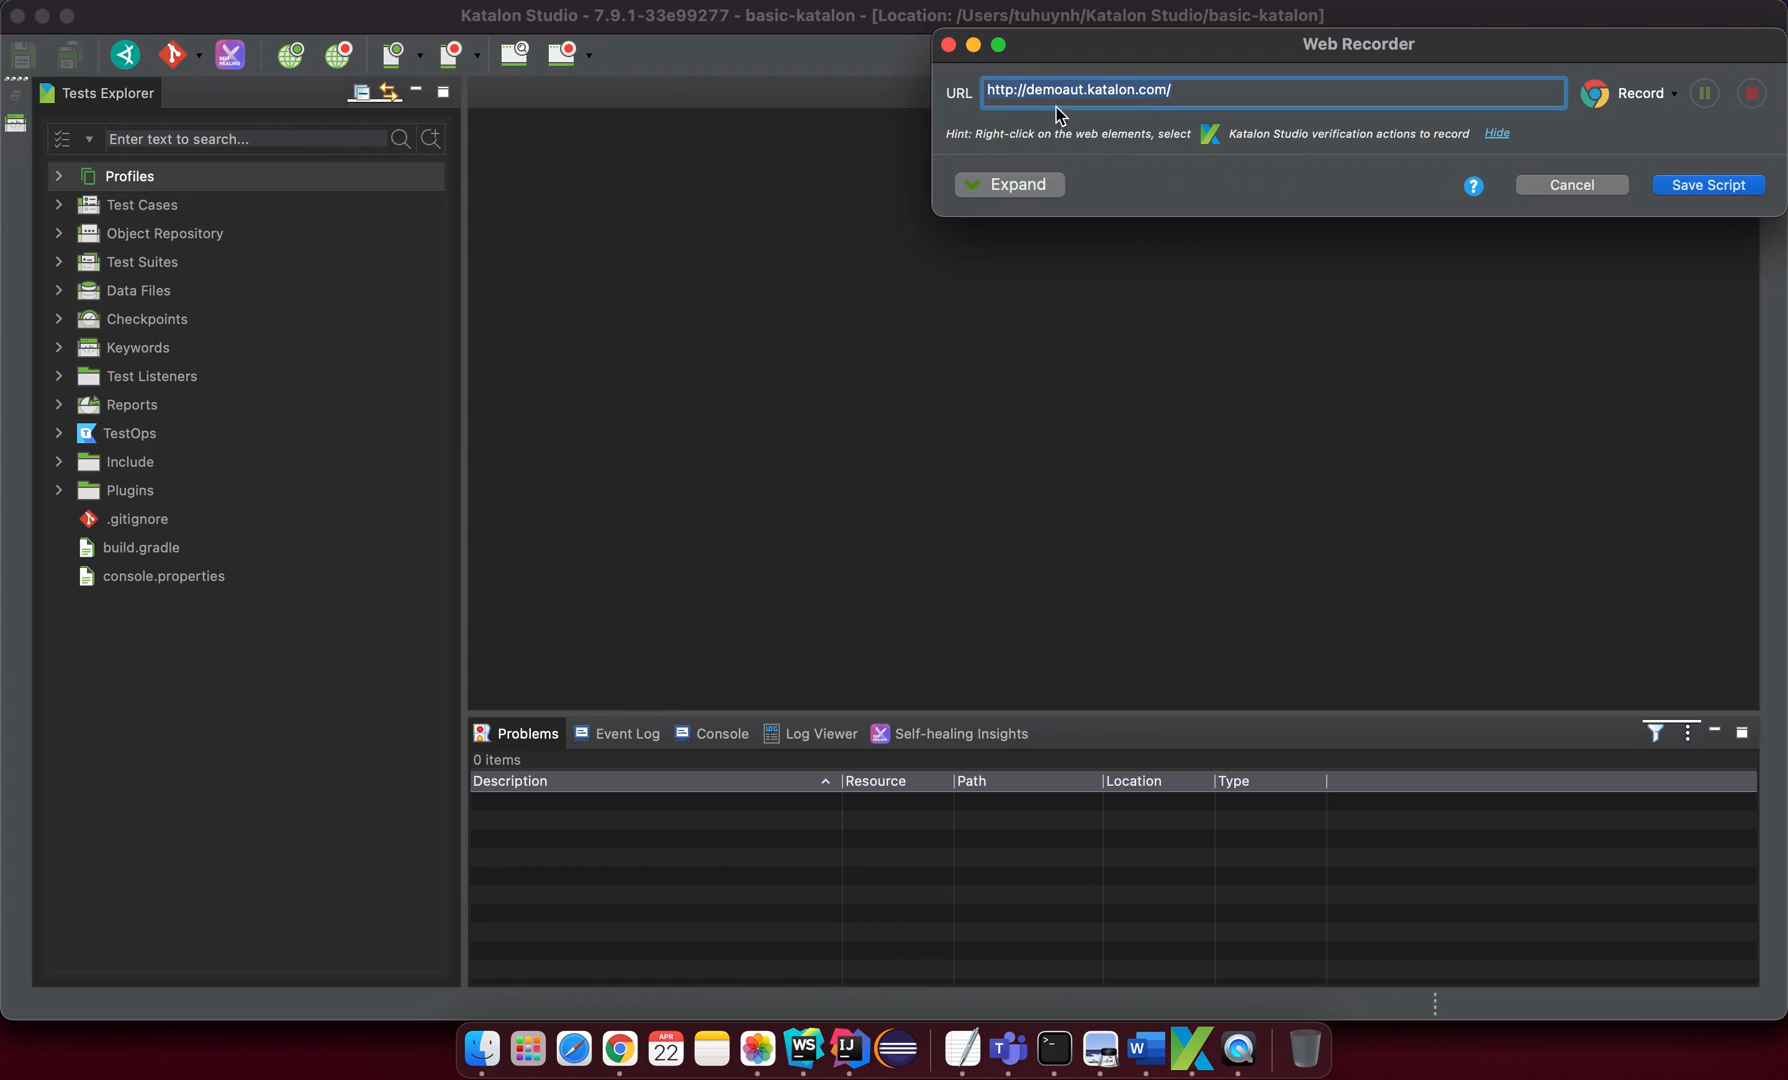 Katalon Studio - 7.9.1-33e99277 - basic-katalon - [Location: /Users/tuhuynh/Katalon Studio/basic-katalon]
SELF HEALING
Web Recorder
URL http://demoaut.katalon.com/ Record
Hint: Right-click on the web elements, select Katalon Studio verification actions to record Hide
Expand ? Cancel Save Script
Tests Explorer
Enter text to search...
Profiles
Test Cases
Object Repository
Test Suites
Data Files
Checkpoints
Keywords
Test Listeners
Reports
TestOps
Include
Plugins
.gitignore
build.gradle
console.properties
Problems Event Log Console Log Viewer Self-healing Insights
0 items
Description Resource Path Location Type
APR
22
WS
IJ
T
W